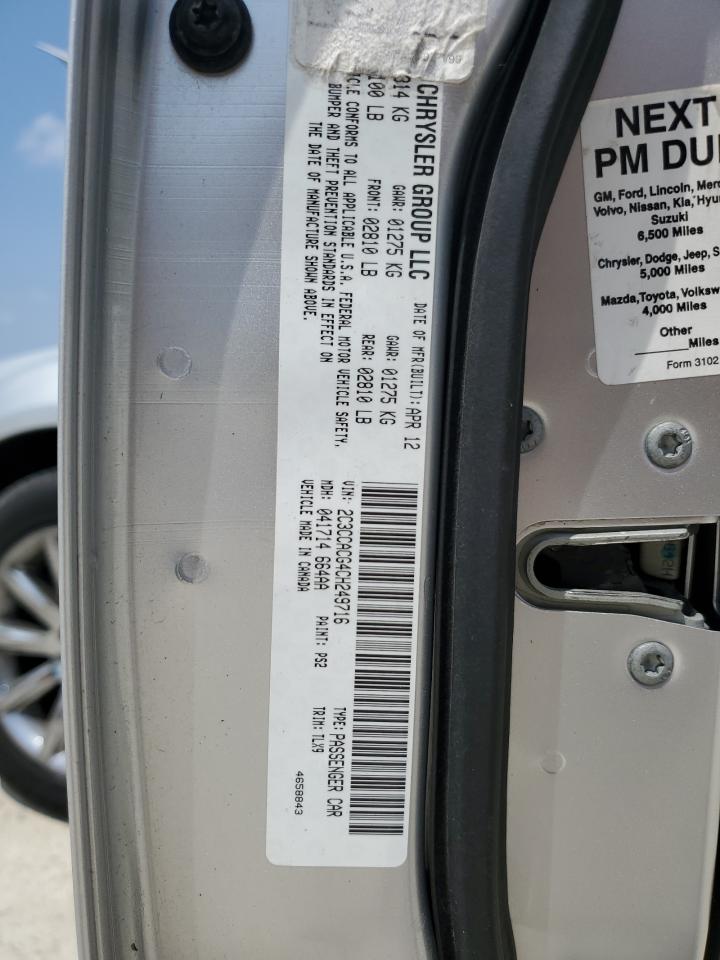 CHRYSLER GROUP LLC
DATE OF MFR(BUILT): APR 12
314 KG
GAWR: 01275 KG
GAWR: 01275 KG
100 LB
FRONT: 02810 LB
REAR: 02810 LB
CLE CONFORMS TO ALL APPLICABLE U.S.A. FEDERAL MOTOR VEHICLE SAFETY,
BUMPER AND THEFT PREVENTION STANDARDS IN EFFECT ON
THE DATE OF MANUFACTURE SHOWN ABOVE.
VIN: 2C3CCACG4CH249716
TYPE: PASSENGER CAR
MDH: 041714 664AA
PAINT: PS2
TRIM: TLX9
VEHICLE MADE IN CANADA
4658843
NEXT
PM DU
GM, Ford, Lincoln, Merc
Volvo, Nissan, Kia, Hyun
Suzuki
6,500 Miles
Chrysler, Dodge, Jeep, S
5,000 Miles
Mazda,Toyota, Volksw
4,000 Miles
Other
Miles
Form 3102